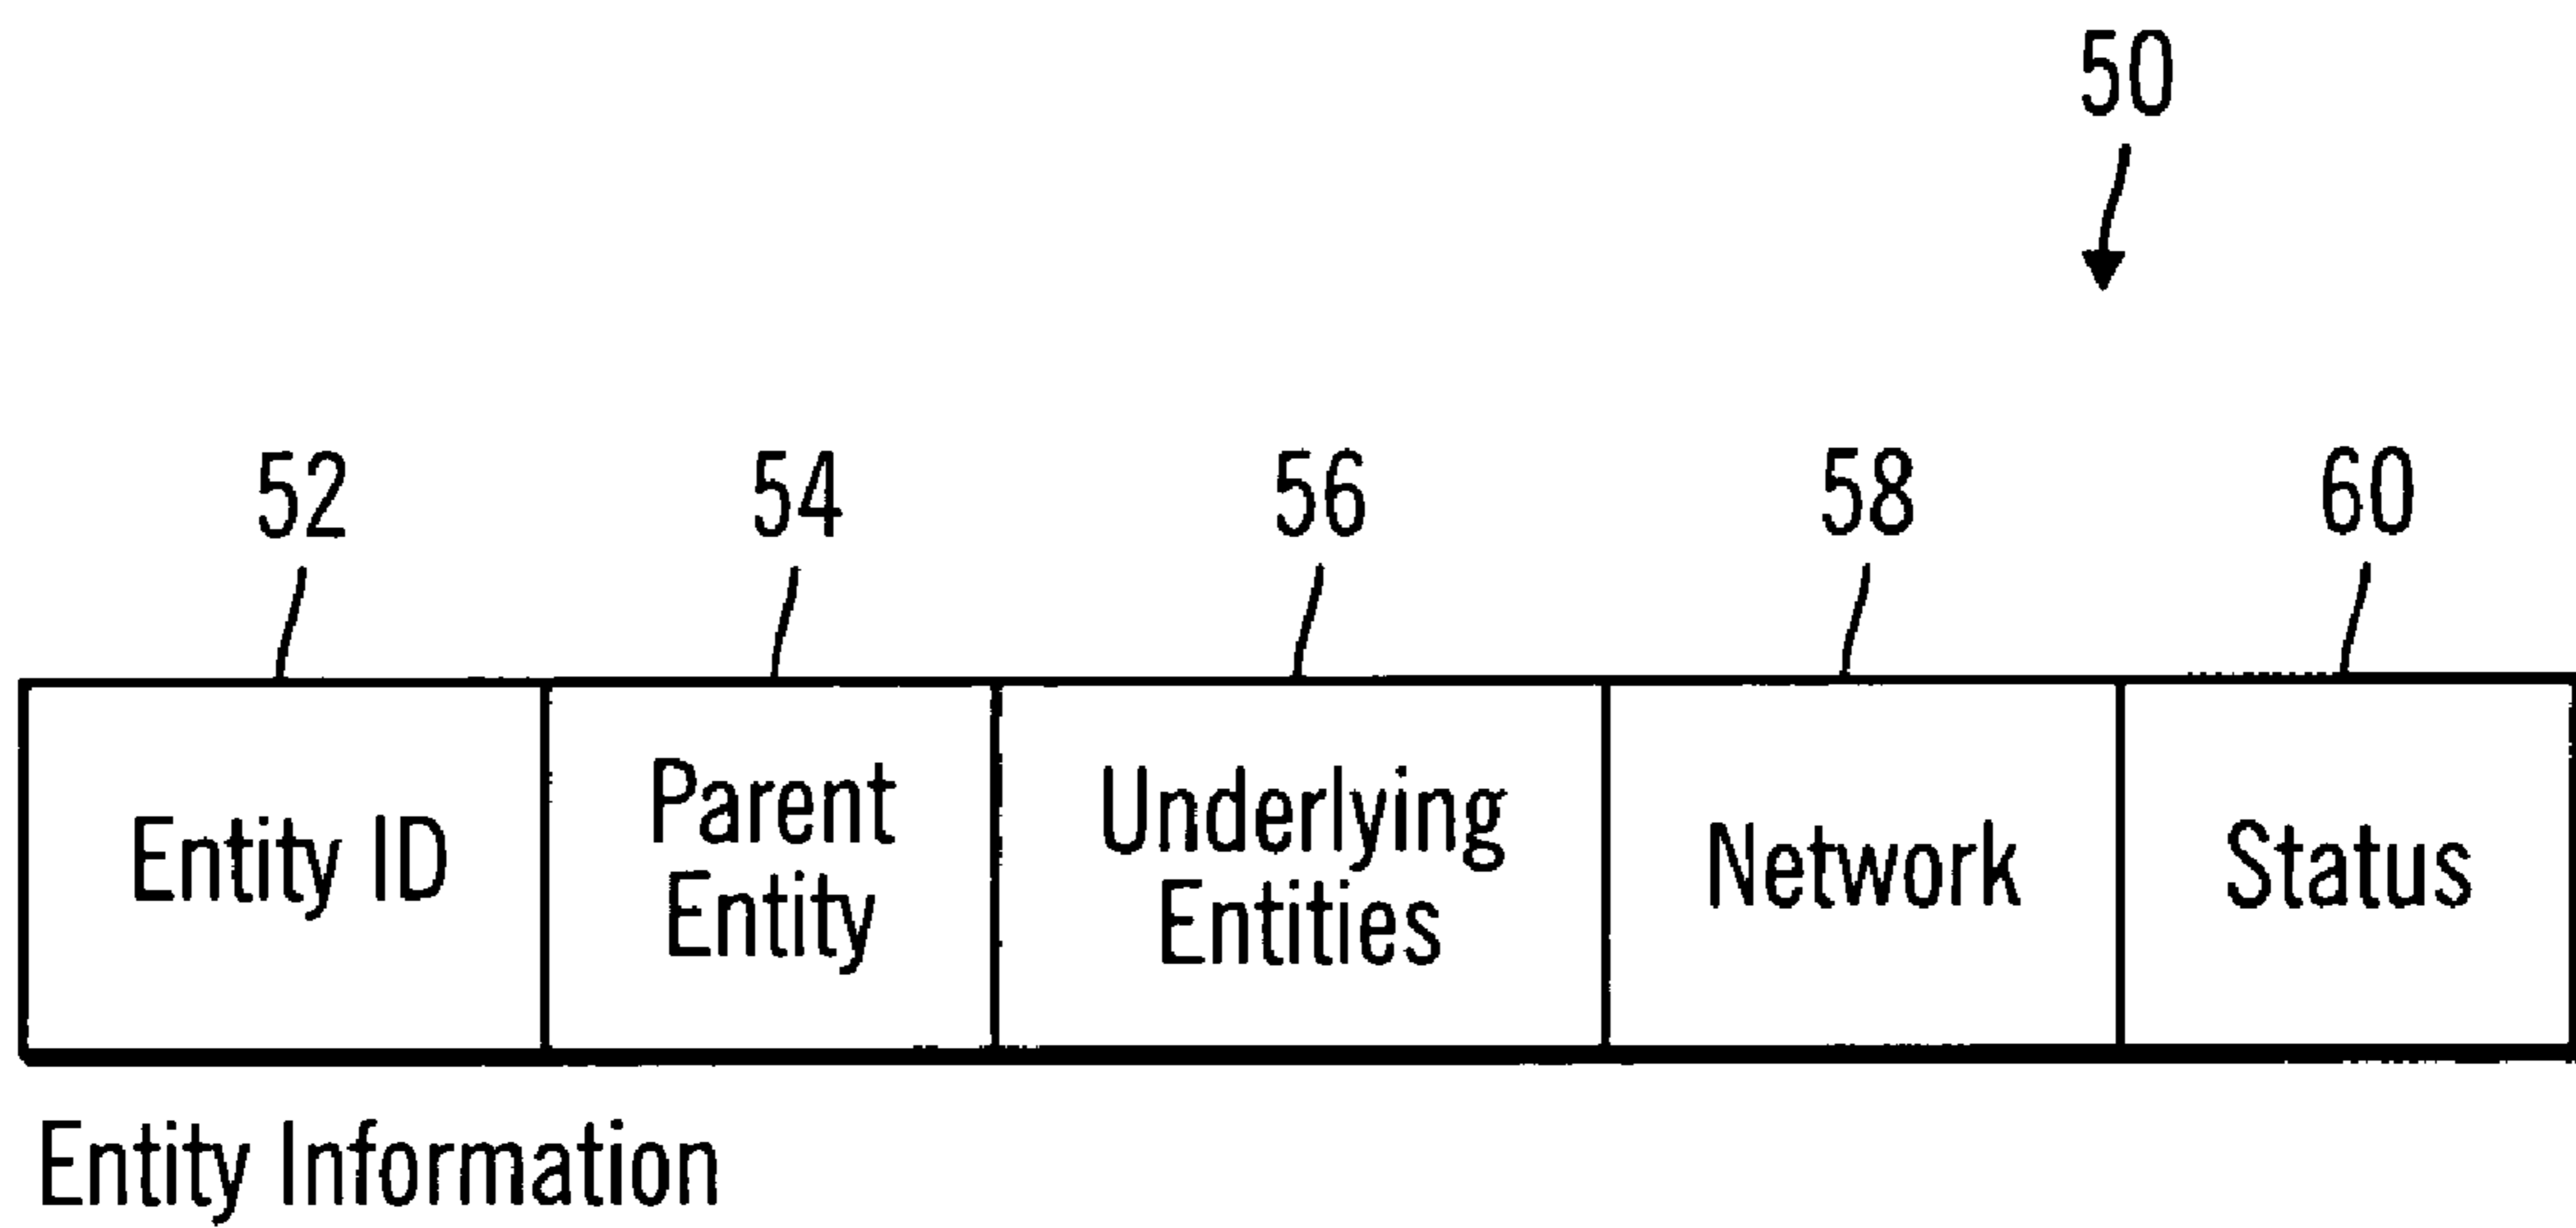 50
52 54 56 58 60
Entity ID
Parent
Entity
Underlying
Entities
Network
Status
Entity Information